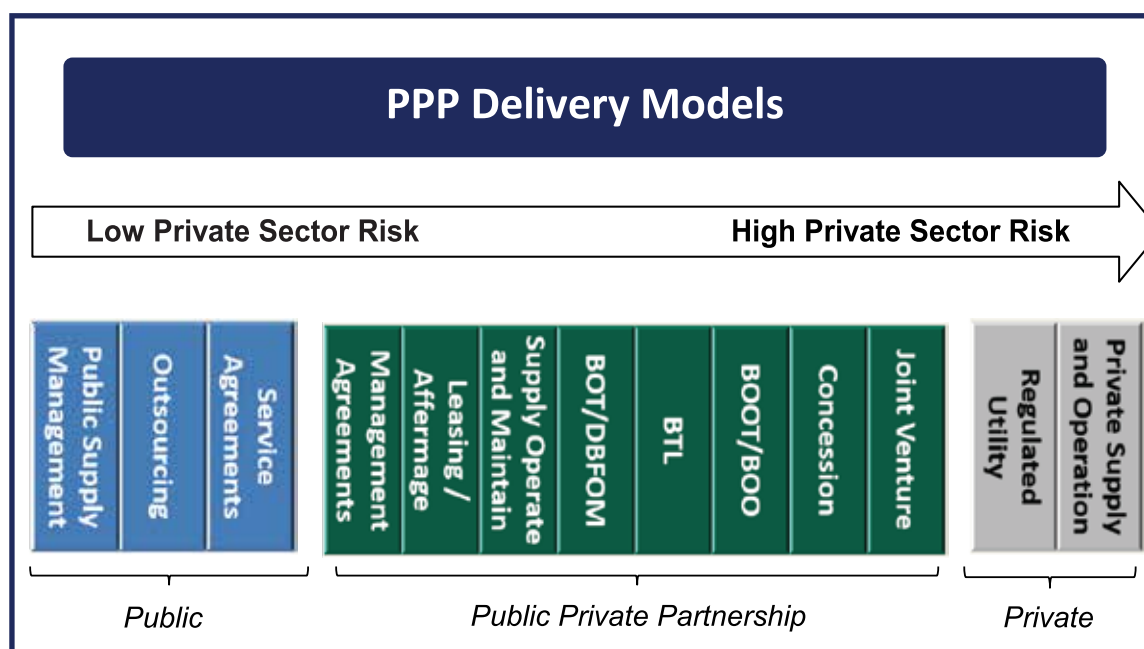 PPP Delivery Models
Low Private Sector Risk
High Private Sector Risk
Public Supply
Management
Outsourcing
Service
Agreements
Management
Agreements
Leasing /
Affermage
Supply Operate
and Maintain
BOT/DBFOM
BTL
BOOT/BOO
Concession
Joint Venture
Regulated
Utility
Private Supply
and Operation
Public
Public Private Partnership
Private